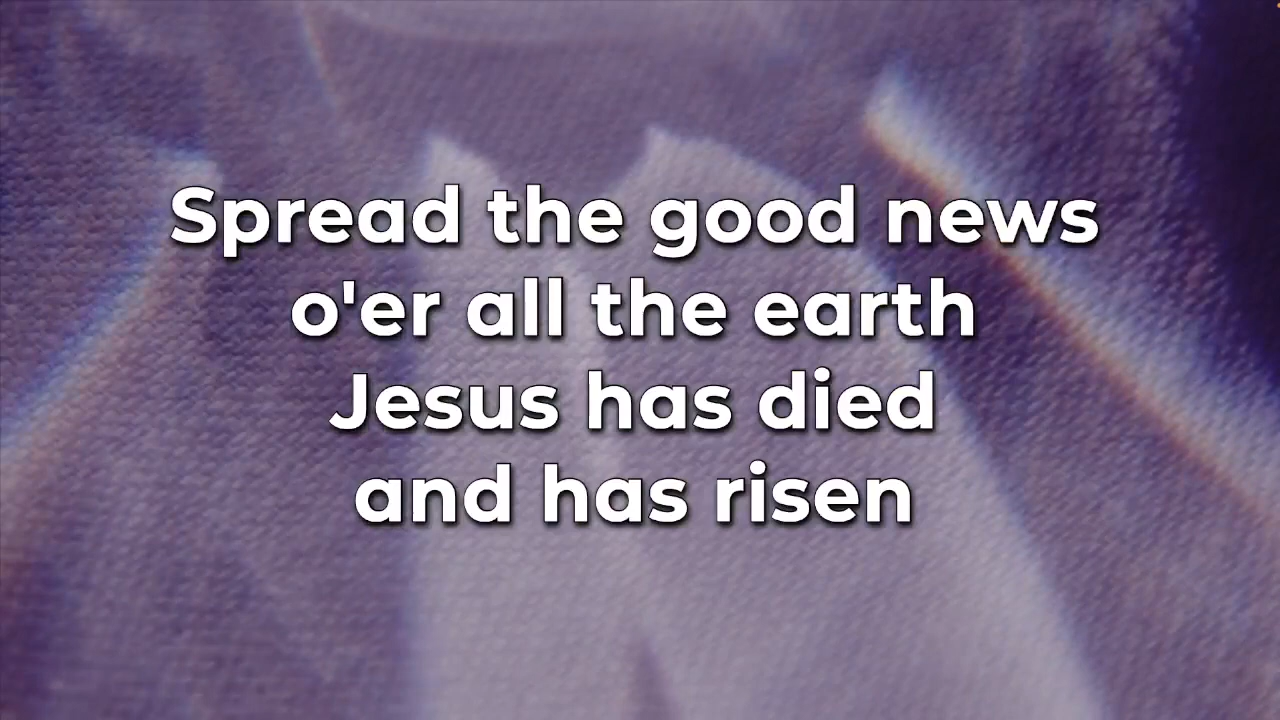 Spread the good news
o'er all the earth
Jesus has died
and has risen